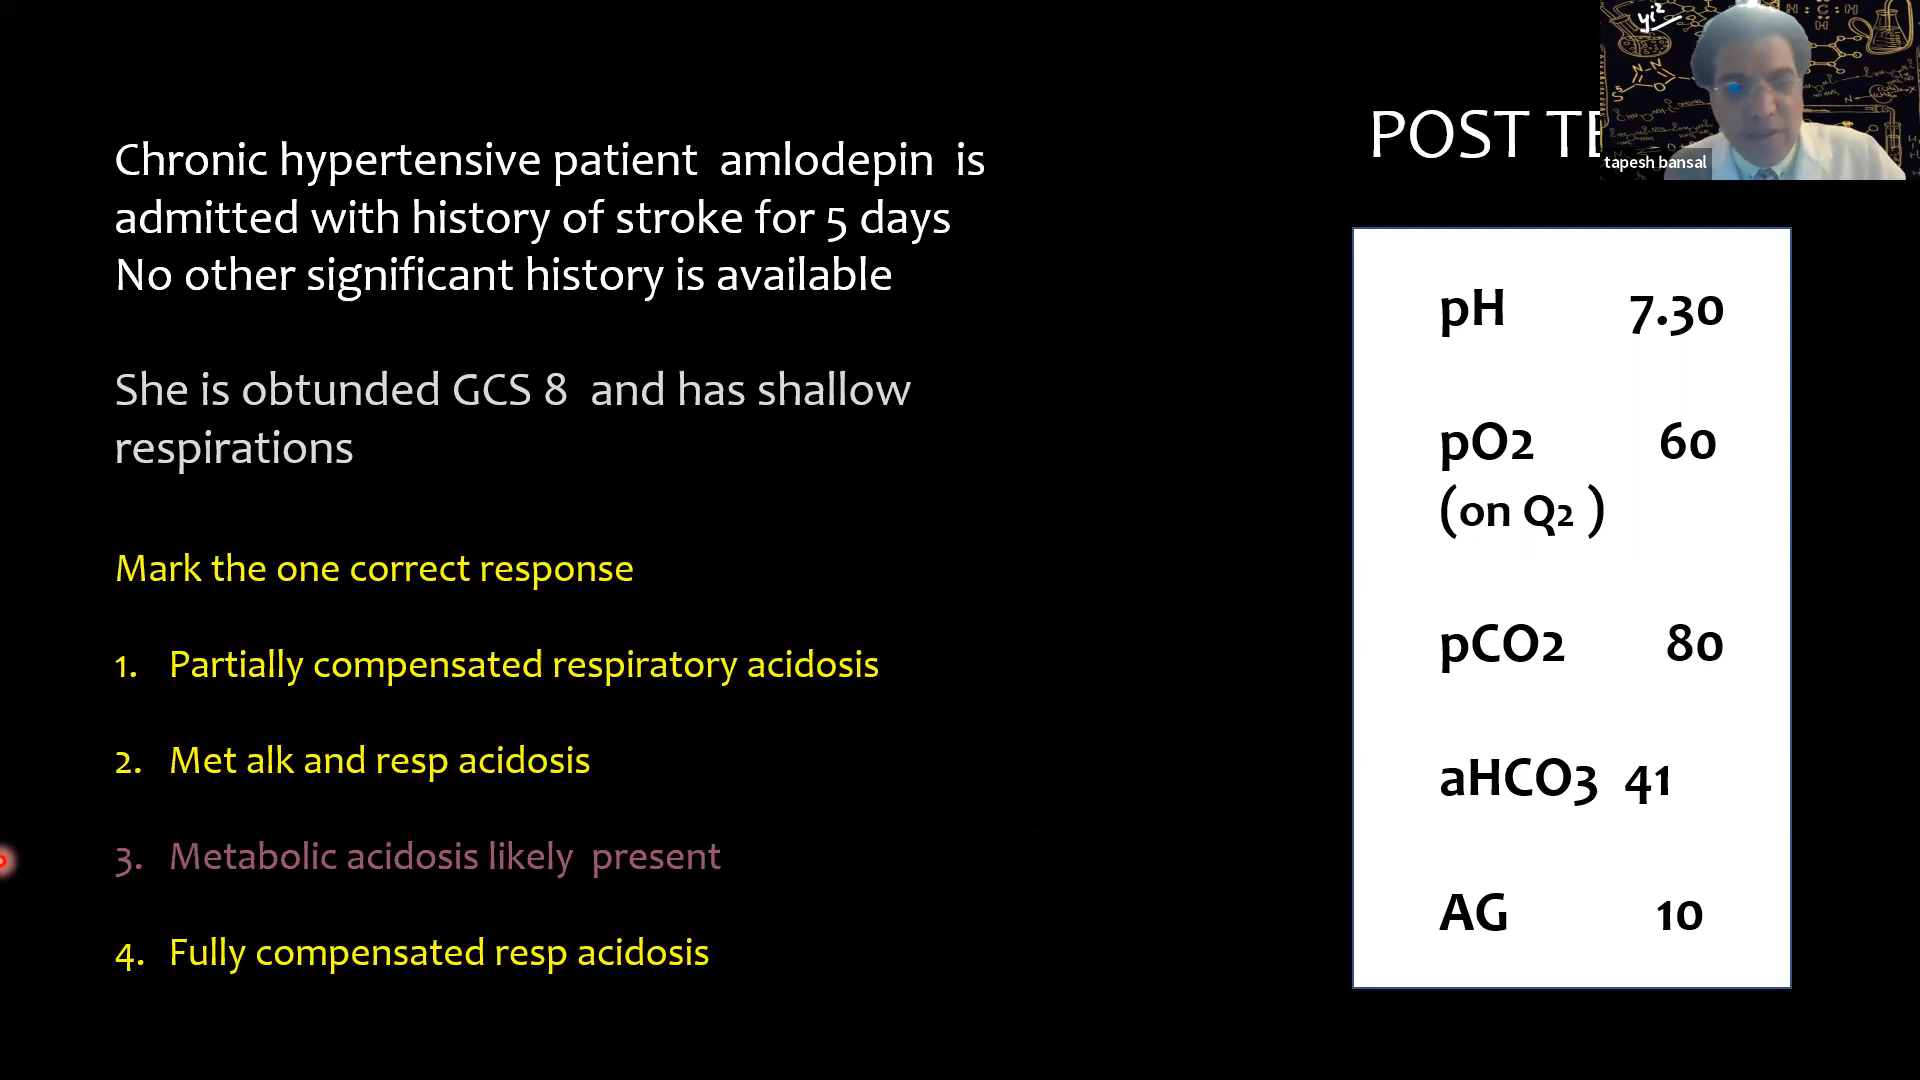 Chronic hypertensive patient amlodepin is
admitted with history of stroke for 5 days
No other significant history is available
She is obtunded GCS 8 and has shallow
respirations
Mark the one correct response
1. Partially compensated respiratory acidosis
2. Met alk and resp acidosis
3. Metabolic acidosis likely present
4. Fully compensated resp acidosis
POST TE
tapesh bansal
pH 7.30
pO2 60
(on Q2 )
pCO2 80
aHCO3 41
AG 10